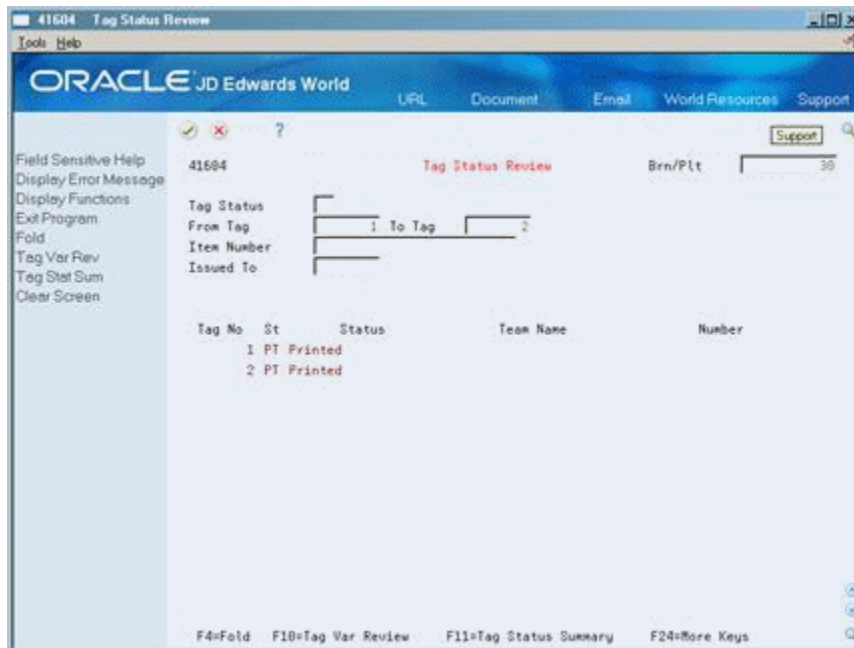 41604 Tag Status Review
Tools Help
ORACLE JD Edwards World
URL Document Email World Resources Support
?
Support
Field Sensitive Help
Display Error Message
Display Functions
Exit Program
Fold
Tag Var Rev
Tag Stat Sum
Clear Screen
41604 Tag Status Review Brn/Plt 30
Tag Status
From Tag 1 To Tag 2
Item Number
Issued To
Tag No St Status Team Name Number
1 PT Printed
2 PT Printed
F4=Fold F10=Tag Var Review F11=Tag Status Summary F24=More Keys